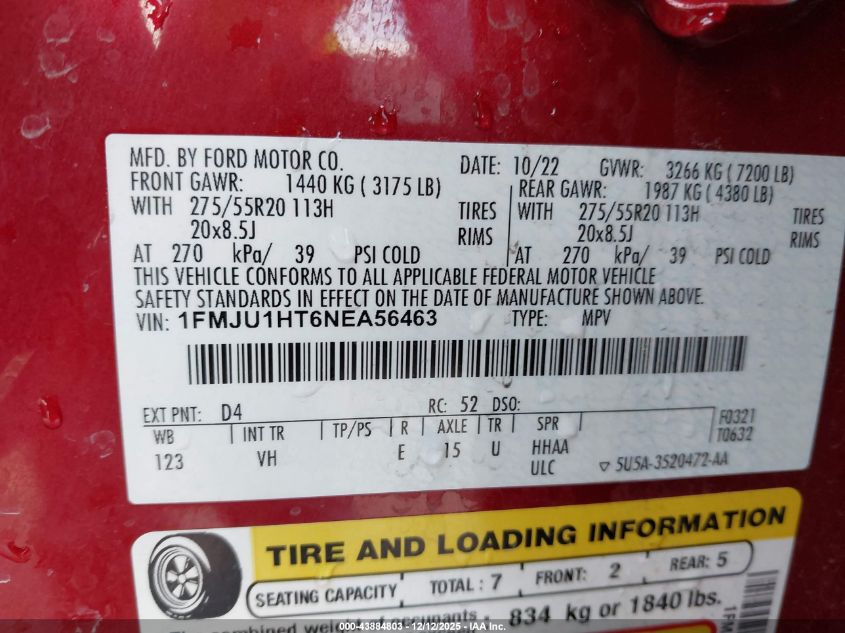 MFD. BY FORD MOTOR CO. DATE: 10/22 GVWR: 3266 KG ( 7200 LB)
FRONT GAWR: 1440 KG ( 3175 LB) REAR GAWR: 1987 KG ( 4380 LB)
WITH 275/55R20 113H TIRES WITH 275/55R20 113H TIRES
20x8.5J RIMS 20x8.5J RIMS
AT 270 kPa/ 39 PSI COLD AT 270 kPa/ 39 PSI COLD
THIS VEHICLE CONFORMS TO ALL APPLICABLE FEDERAL MOTOR VEHICLE
SAFETY STANDARDS IN EFFECT ON THE DATE OF MANUFACTURE SHOWN ABOVE.
VIN: 1FMJU1HT6NEA56463 TYPE: MPV
EXT PNT: D4 RC: 52 DSO: F0321
WB INT TR TP/PS R AXLE TR SPR T0632
123 VH E 15 U HHAA
ULC ▽ 5U5A-3520472-AA
TIRE AND LOADING INFORMATION
SEATING CAPACITY TOTAL : 7 FRONT: 2 REAR: 5
834 kg or 1840 lbs.
000-43884803 - 12/12/2025 - IAA Inc.